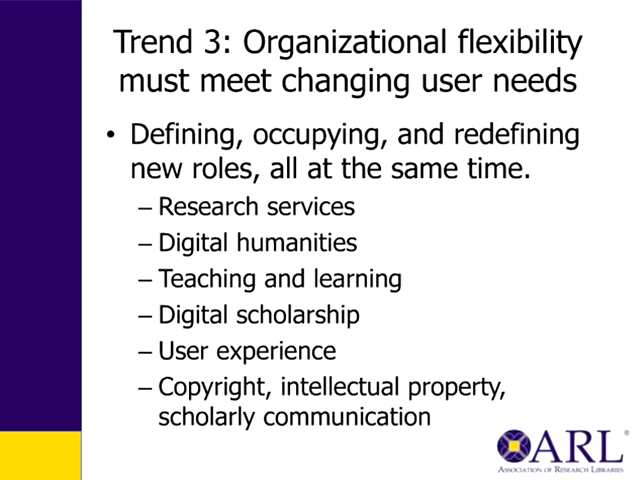 Trend 3: Organizational flexibility
must meet changing user needs
• Defining, occupying, and redefining
new roles, all at the same time.
– Research services
– Digital humanities
– Teaching and learning
– Digital scholarship
– User experience
– Copyright, intellectual property,
scholarly communication
ARL®
ASSOCIATION OF RESEARCH LIBRARIES